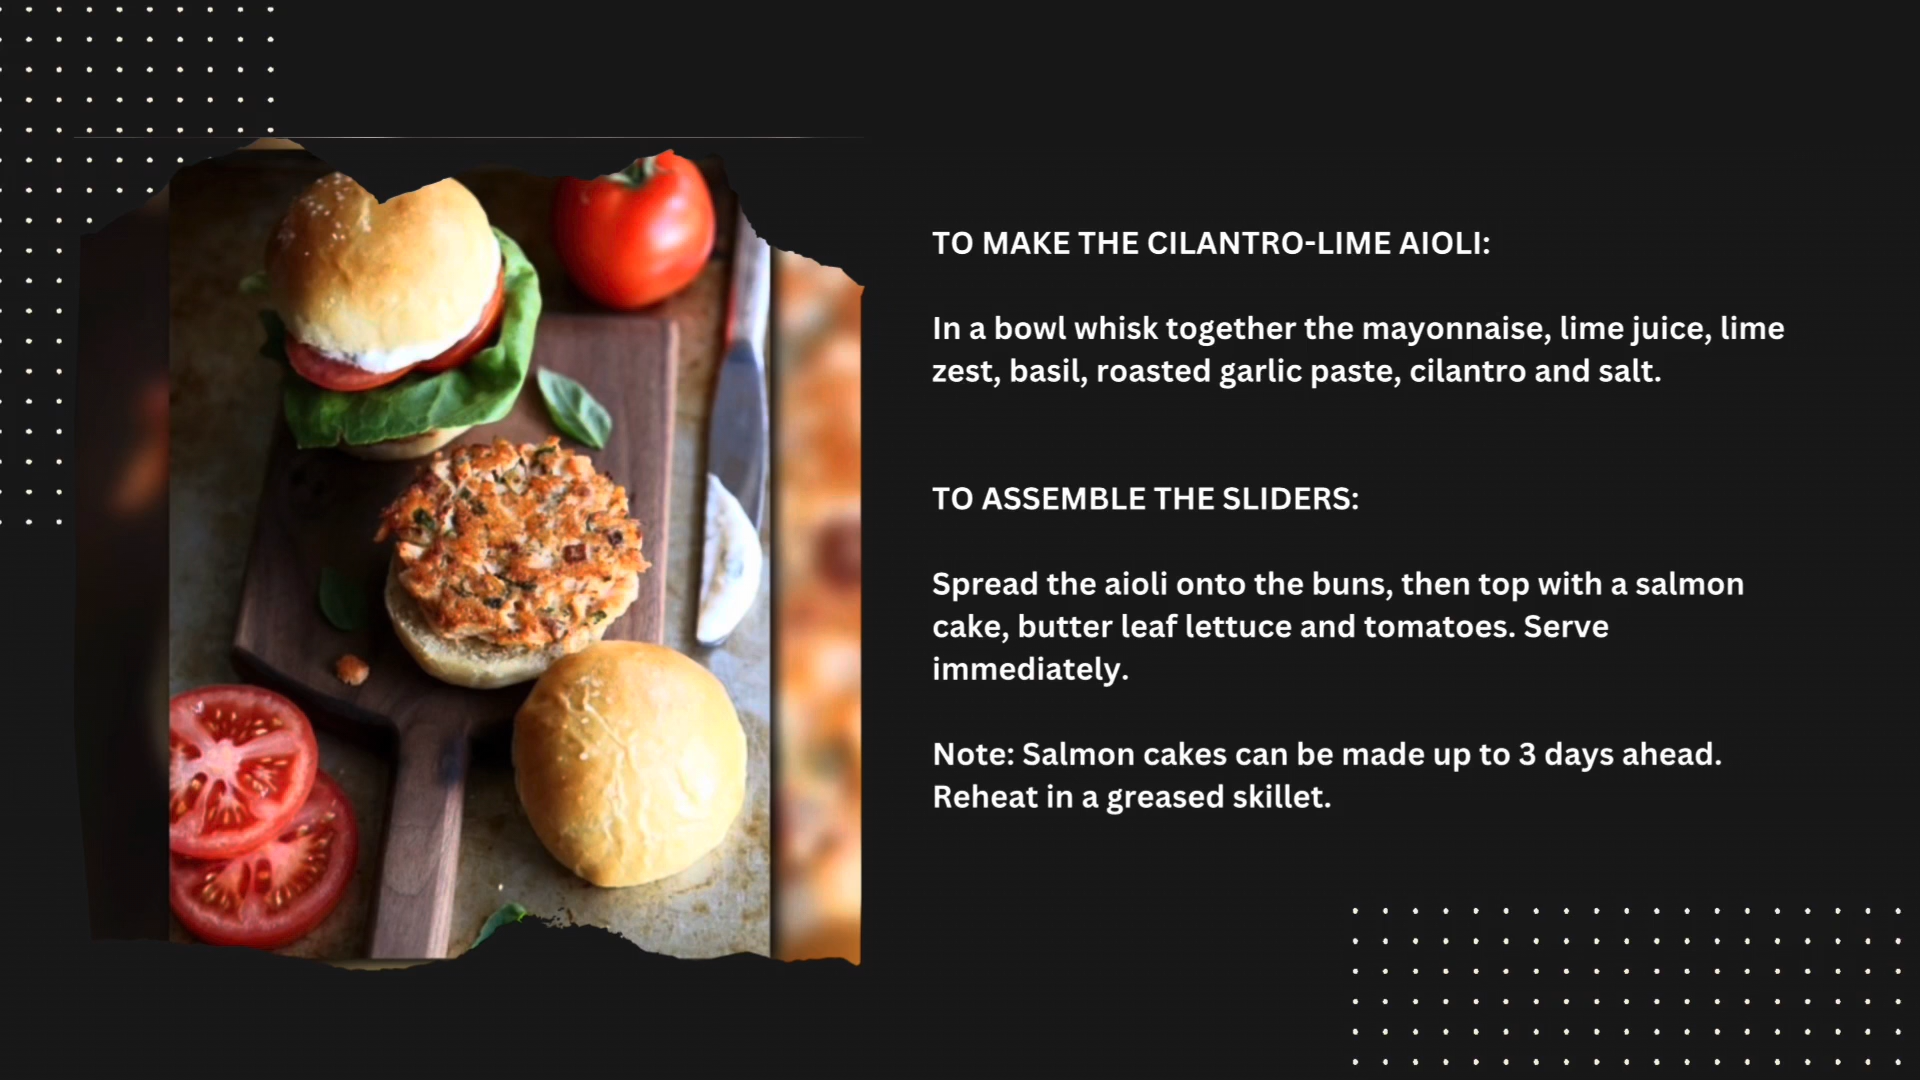 TO MAKE THE CILANTRO-LIME AIOLI:
In a bowl whisk together the mayonnaise, lime juice, lime
zest, basil, roasted garlic paste, cilantro and salt.
TO ASSEMBLE THE SLIDERS:
Spread the aioli onto the buns, then top with a salmon
cake, butter leaf lettuce and tomatoes. Serve
immediately.
Note: Salmon cakes can be made up to 3 days ahead.
Reheat in a greased skillet.